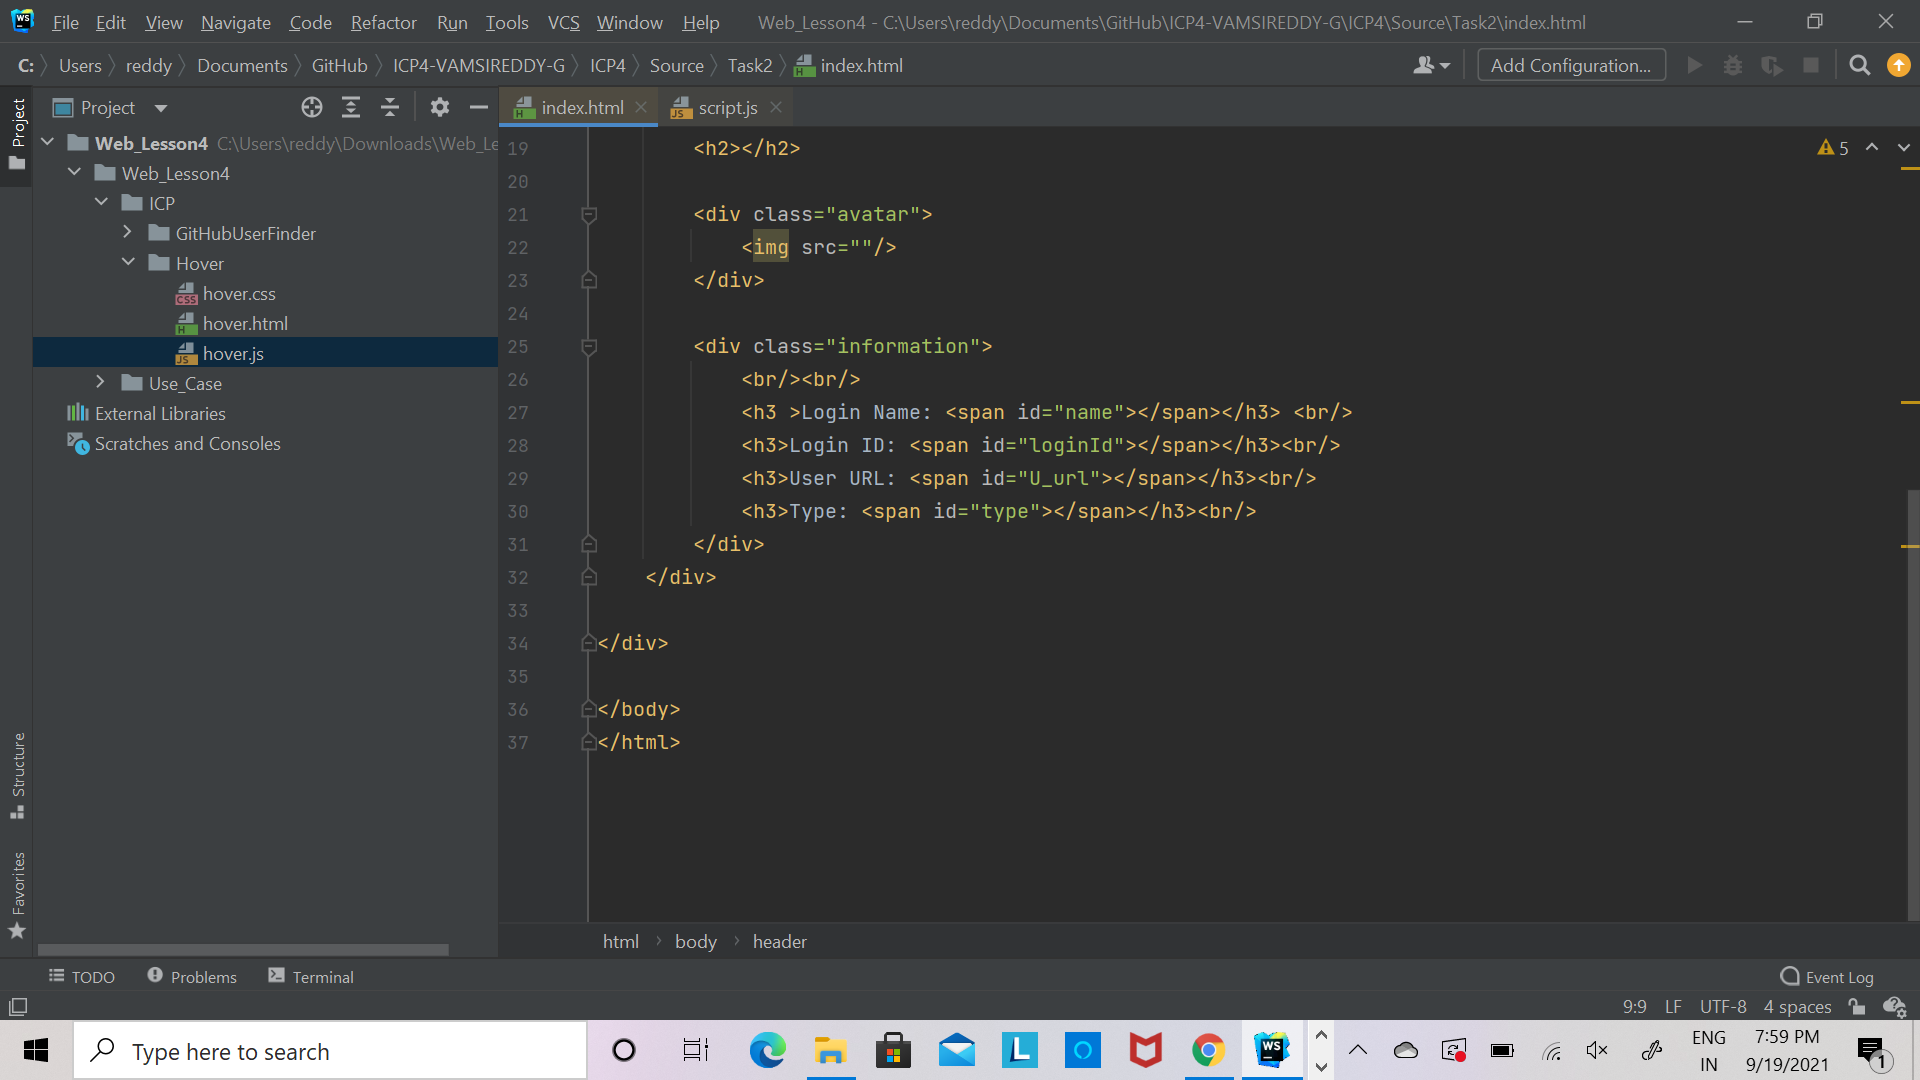 File Edit View Navigate Code Refactor Run Tools VCS Window Help Web_Lesson4 - C:\Users\reddy\Documents\GitHub\ICP4-VAMSIREDDY-G\ICP4\Source\Task2\index.html
C: Users reddy Documents GitHub ICP4-VAMSIREDDY-G ICP4 Source Task2 index.html Add Configuration...
Project
Project
index.html
script.js
Web_Lesson4 C:\Users\reddy\Downloads\Web_Le
Web_Lesson4
ICP
GitHubUserFinder
Hover
hover.css
hover.html
hover.js
Use_Case
External Libraries
Scratches and Consoles
Structure
Favorites
5
19 <h2></h2>
20
21 <div class="avatar">
22 <img src=""/>
23 </div>
24
25 <div class="information">
26 <br/><br/>
27 <h3 >Login Name: <span id="name"></span></h3> <br/>
28 <h3>Login ID: <span id="loginId"></span></h3><br/>
29 <h3>User URL: <span id="U_url"></span></h3><br/>
30 <h3>Type: <span id="type"></span></h3><br/>
31 </div>
32 </div>
33
34 </div>
35
36 </body>
37 </html>
html body header
TODO Problems Terminal Event Log
9:9 LF UTF-8 4 spaces
Type here to search
ENG
IN
7:59 PM
9/19/2021
1